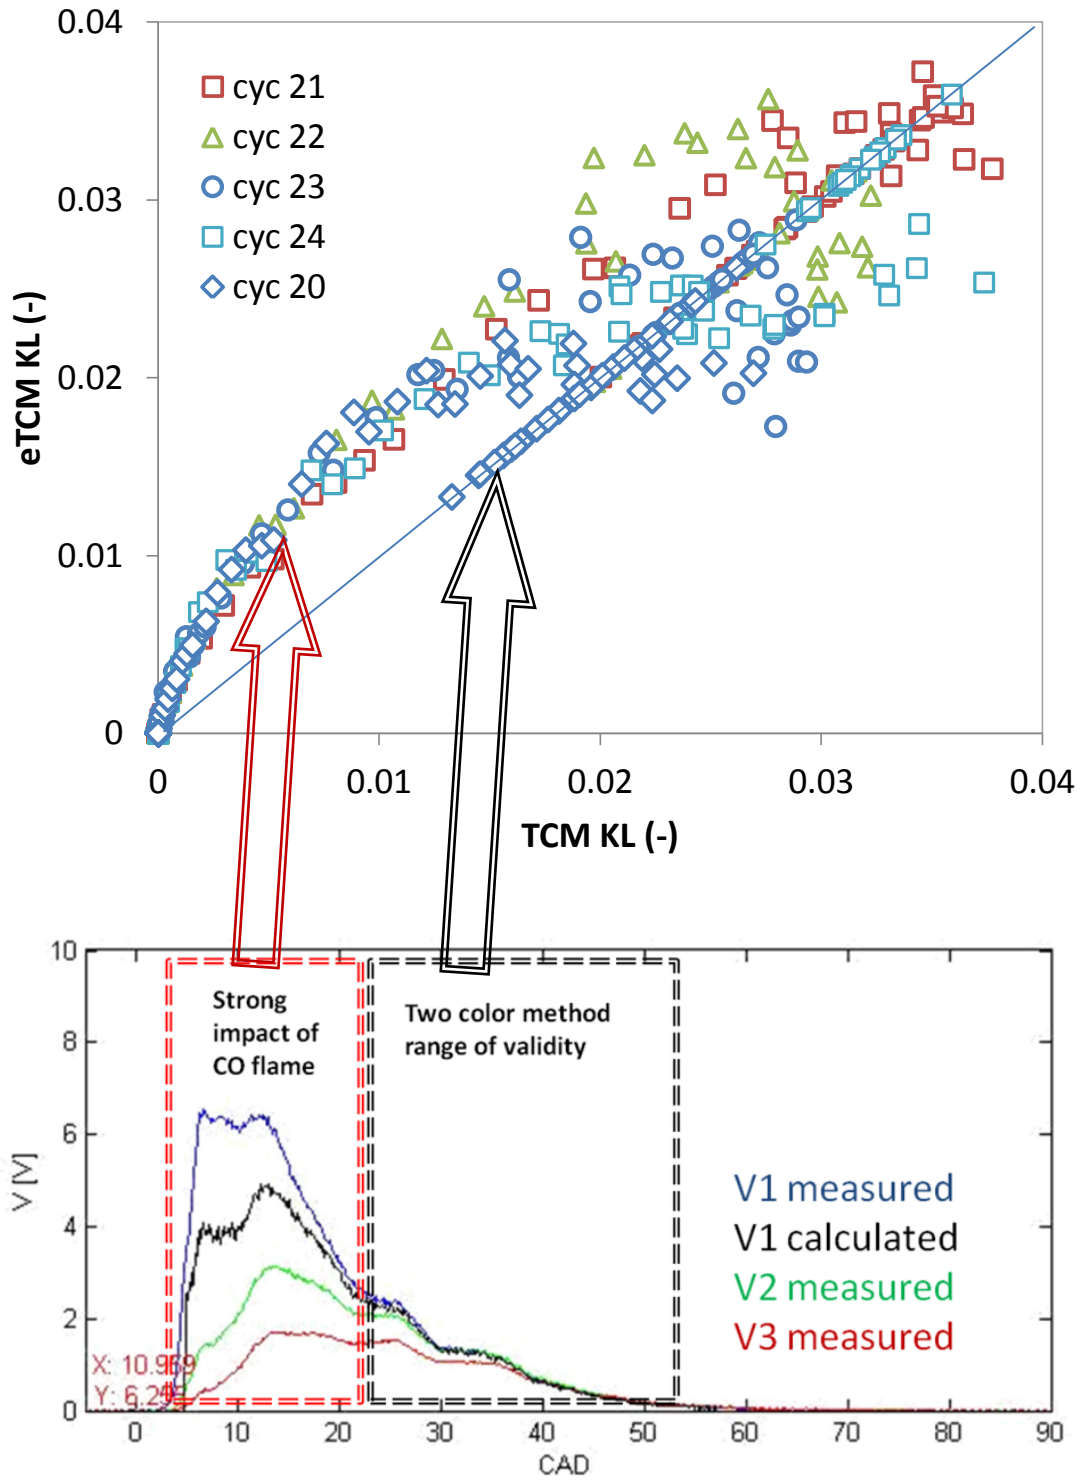 0.04
cyc 21
cyc 22
cyc 23
cyc 24
cyc 20
0.03
0.02
0.01
0
eTCM KL (-)
0 0.01 0.02 0.03 0.04
TCM KL (-)
10
8
6
4
2
0
V [V]
Strong
impact of
CO flame
Two color method
range of validity
V1 measured
V1 calculated
V2 measured
V3 measured
X: 10.969
0 10 20 30 40 50 60 70 80 90
CAD